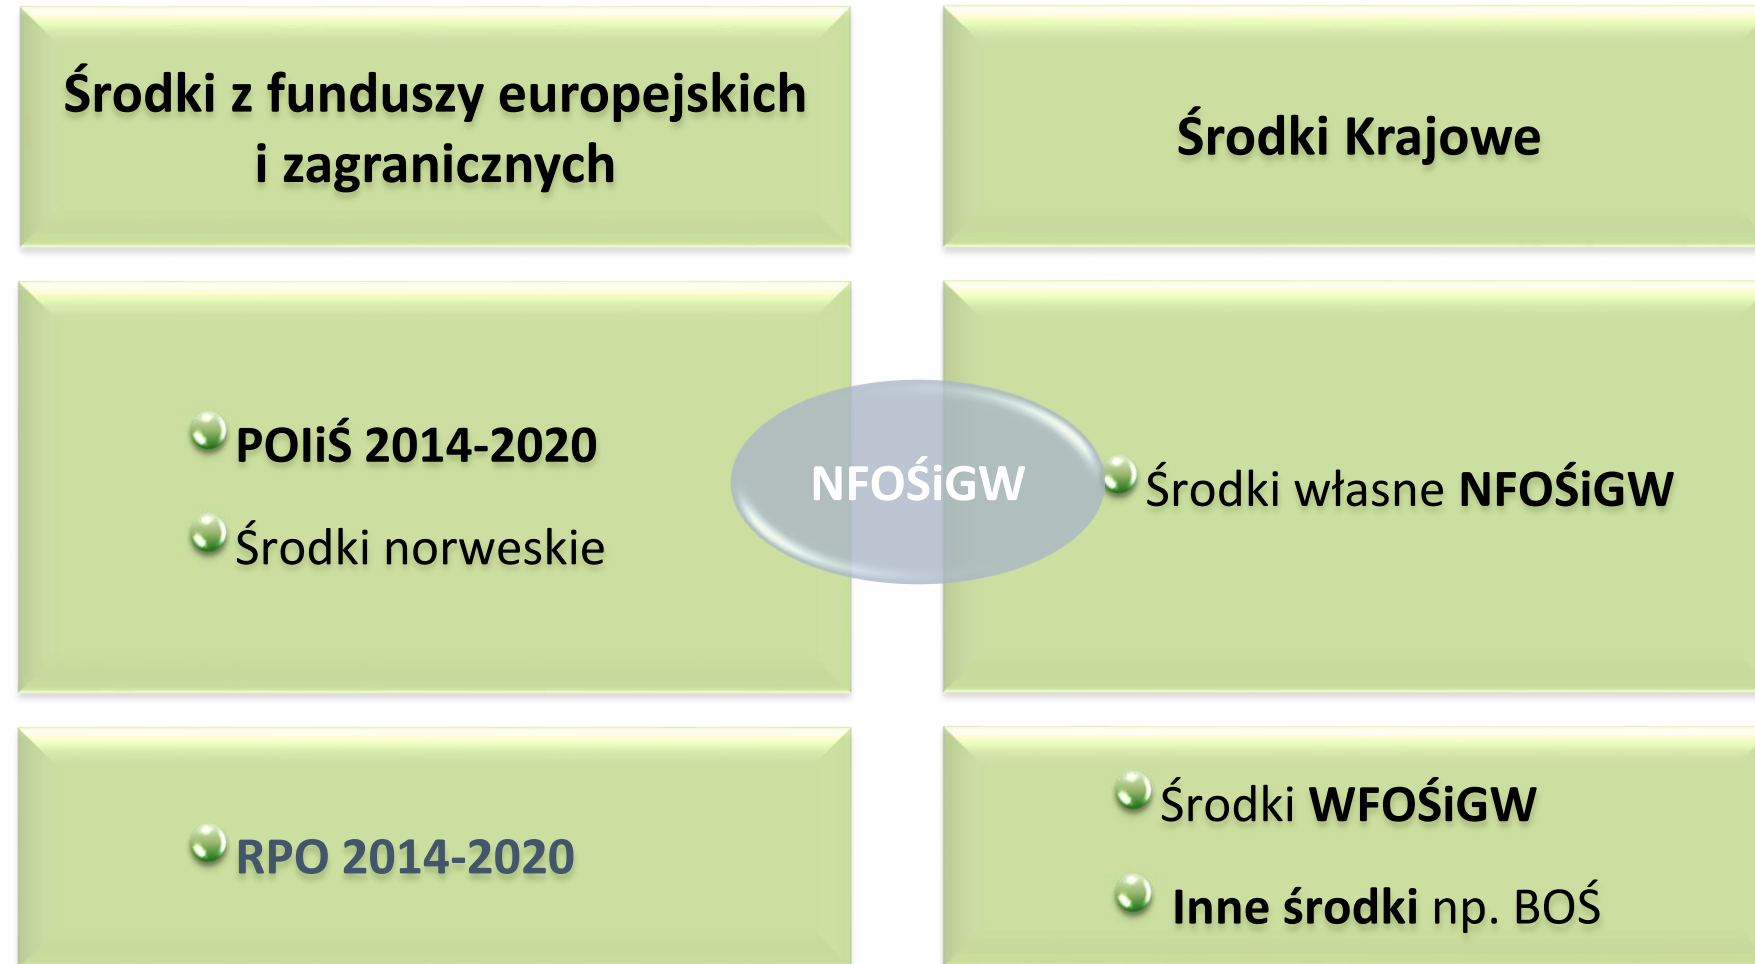 Środki z funduszy europejskich
i zagranicznych
Środki Krajowe
POIiŚ 2014-2020
Środki norweskie
NFOŚiGW
Środki własne NFOŚiGW
RPO 2014-2020
Środki WFOŚiGW
Inne środki np. BOŚ